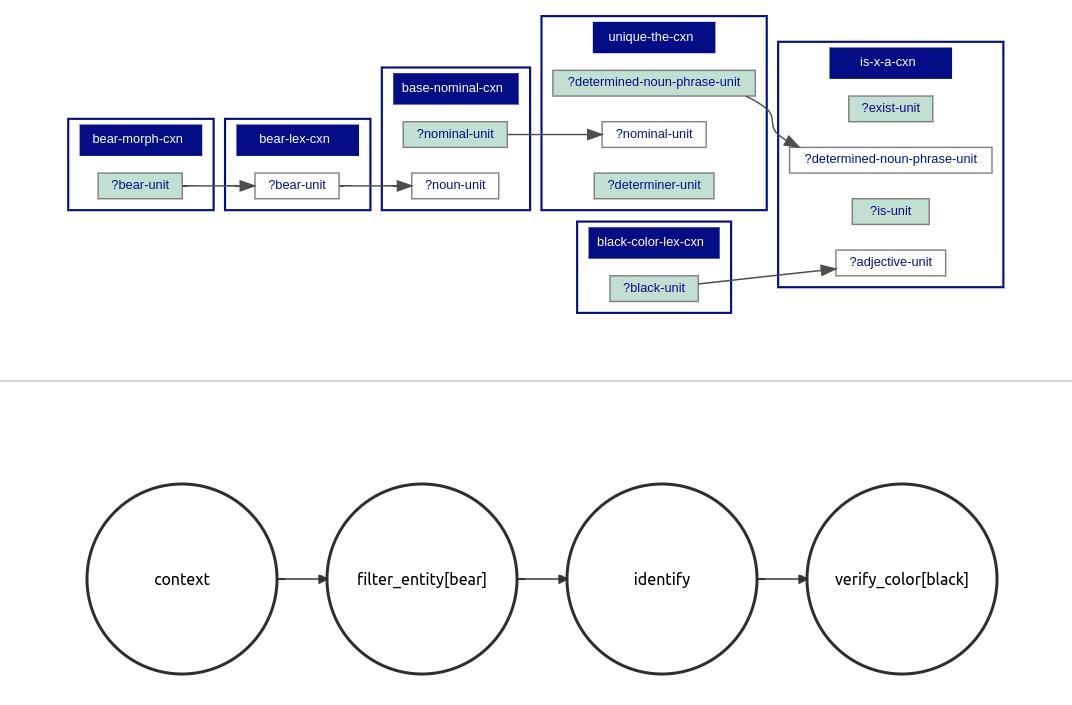 bear-morph-cxn
?bear-unit
bear-lex-cxn
?bear-unit
base-nominal-cxn
?nominal-unit
?noun-unit
unique-the-cxn
?determined-noun-phrase-unit
?nominal-unit
?determiner-unit
black-color-lex-cxn
?black-unit
is-x-a-cxn
?exist-unit
?determined-noun-phrase-unit
?is-unit
?adjective-unit
context
filter_entity[bear]
identify
verify_color[black]